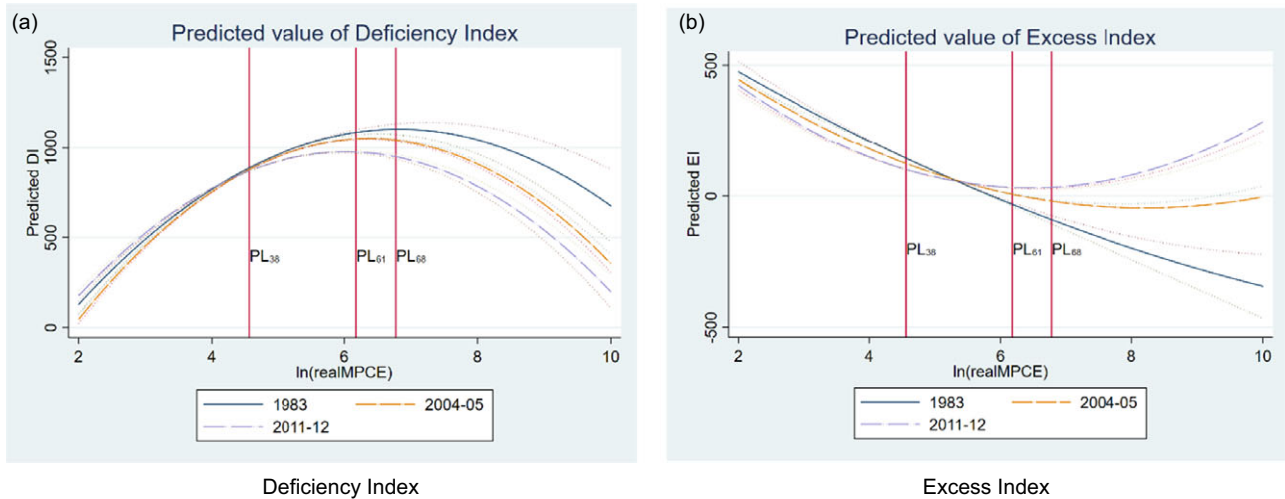 (a)
Predicted value of Deficiency Index
Predicted DI
1500
1000
500
0
PL38
PL61
PL68
2
4
6
8
10
ln(realMPCE)
1983
2004-05
2011-12
Deficiency Index
(b)
Predicted value of Excess Index
Predicted EI
500
0
-500
PL38
PL61
PL68
2
4
6
8
10
ln(realMPCE)
1983
2004-05
2011-12
Excess Index